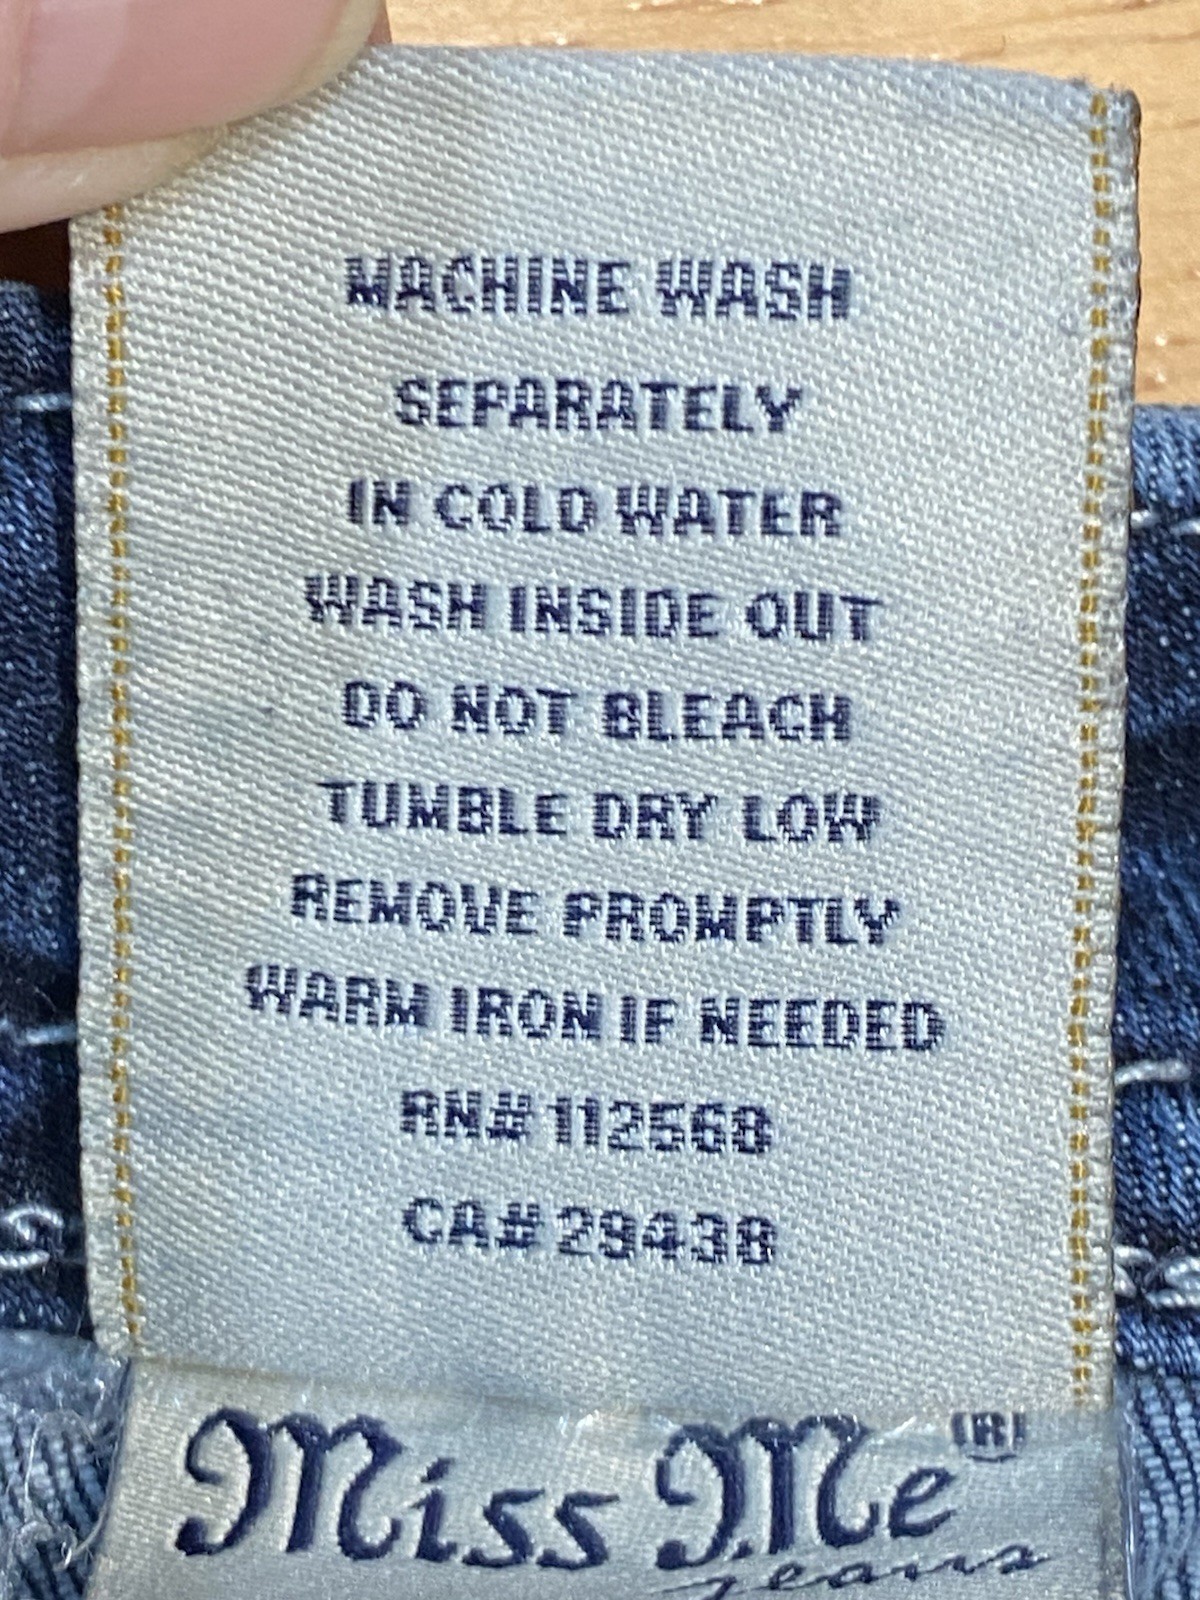 MACHINE WASH
SEPARATELY
IN COLD WATER
WASH INSIDE OUT
DO NOT BLEACH
TUMBLE DRY LOW
REMOVE PROMPTLY
WARM IRON IF NEEDED
RN# 112568
CA# 29438
Miss Me (R)
jeans